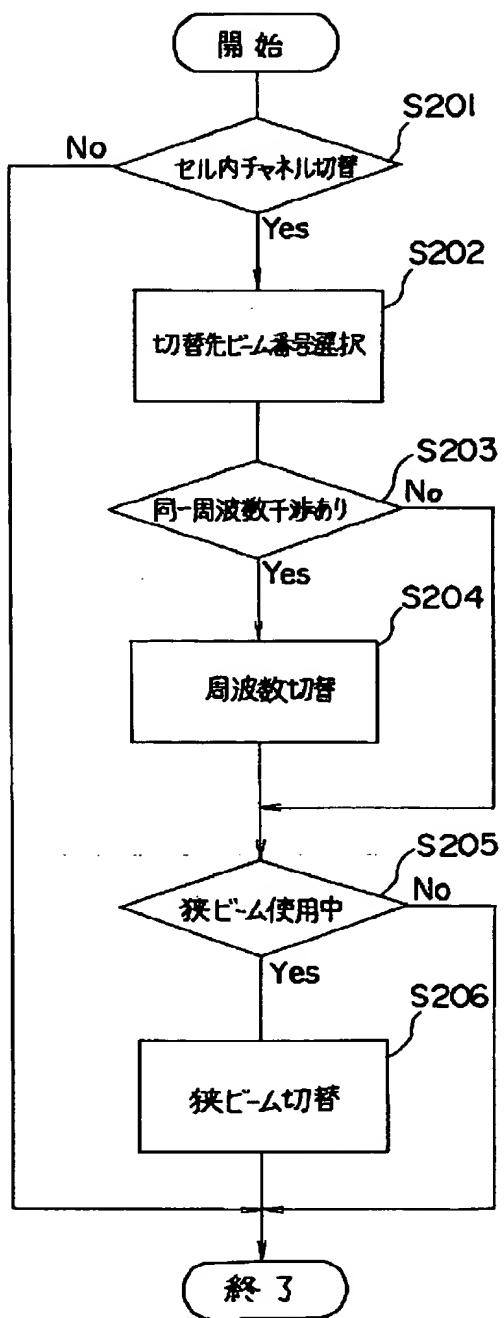 開始
S201
No
セル内チャネル切替
Yes
S202
切替先ビーム番号選択
S203
同一周波数干渉あり
No
Yes
S204
周波数切替
S205
狭ビーム使用中
No
Yes
S206
狭ビーム切替
終了